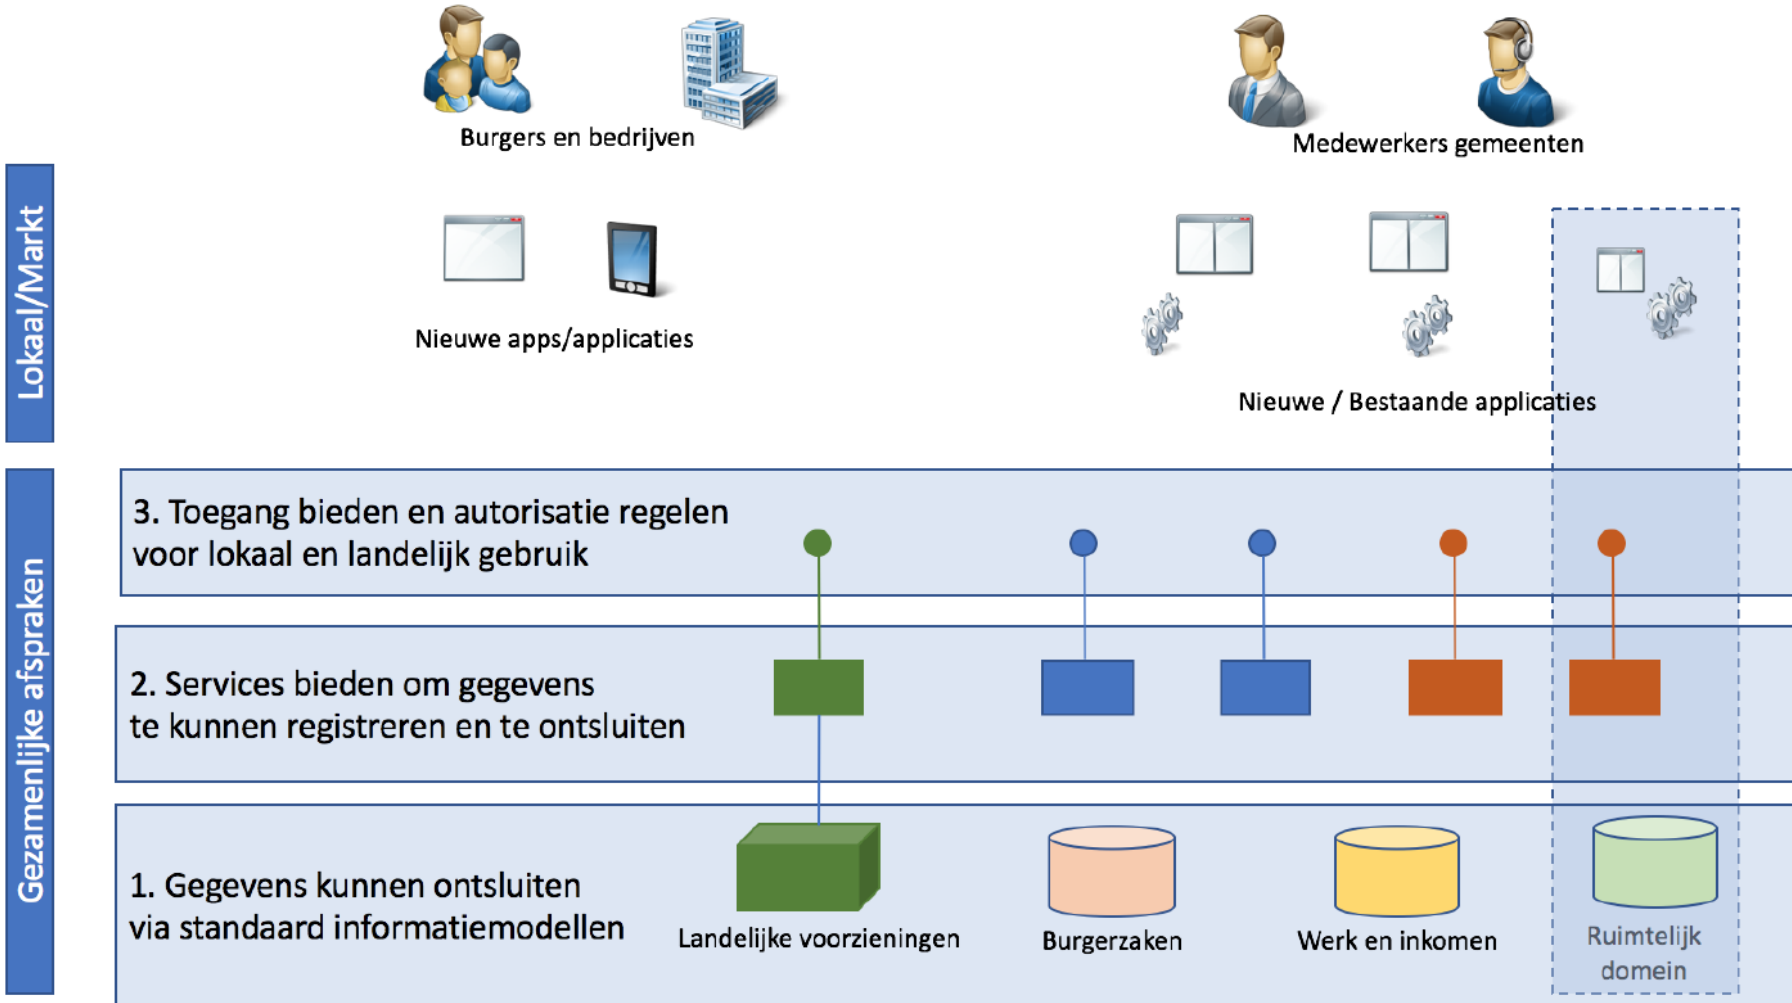 Burgers en bedrijven
Medewerkers gemeenten
Lokaal/Markt
Nieuwe apps/applicaties
Nieuwe / Bestaande applicaties
Gezamenlijke afspraken
3. Toegang bieden en autorisatie regelen
voor lokaal en landelijk gebruik
2. Services bieden om gegevens
te kunnen registreren en te ontsluiten
1. Gegevens kunnen ontsluiten
via standaard informatiemodellen
Landelijke voorzieningen
Burgerzaken
Werk en inkomen
Ruimtelijk
domein